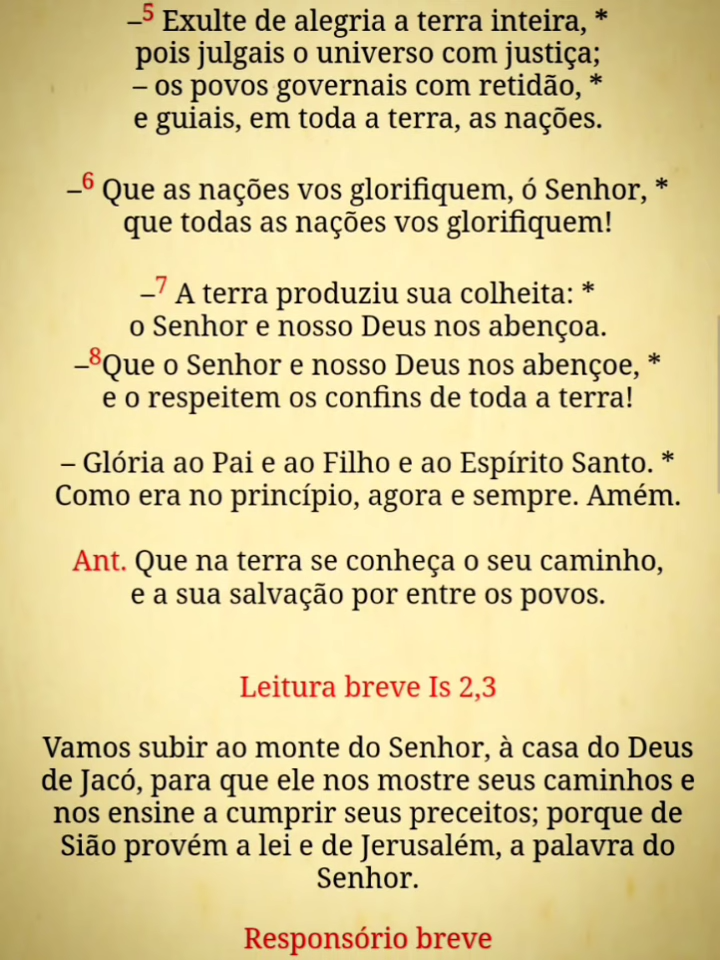 –5 Exulte de alegria a terra inteira, *
pois julgais o universo com justiça;
– os povos governais com retidão, *
e guiais, em toda a terra, as nações.
–6 Que as nações vos glorifiquem, ó Senhor, *
que todas as nações vos glorifiquem!
–7 A terra produziu sua colheita: *
o Senhor e nosso Deus nos abençoa.
–8Que o Senhor e nosso Deus nos abençoe, *
e o respeitem os confins de toda a terra!
– Glória ao Pai e ao Filho e ao Espírito Santo. *
Como era no princípio, agora e sempre. Amém.
Ant. Que na terra se conheça o seu caminho,
e a sua salvação por entre os povos.
Leitura breve Is 2,3
Vamos subir ao monte do Senhor, à casa do Deus
de Jacó, para que ele nos mostre seus caminhos e
nos ensine a cumprir seus preceitos; porque de
Sião provém a lei e de Jerusalém, a palavra do
Senhor.
Responsório breve